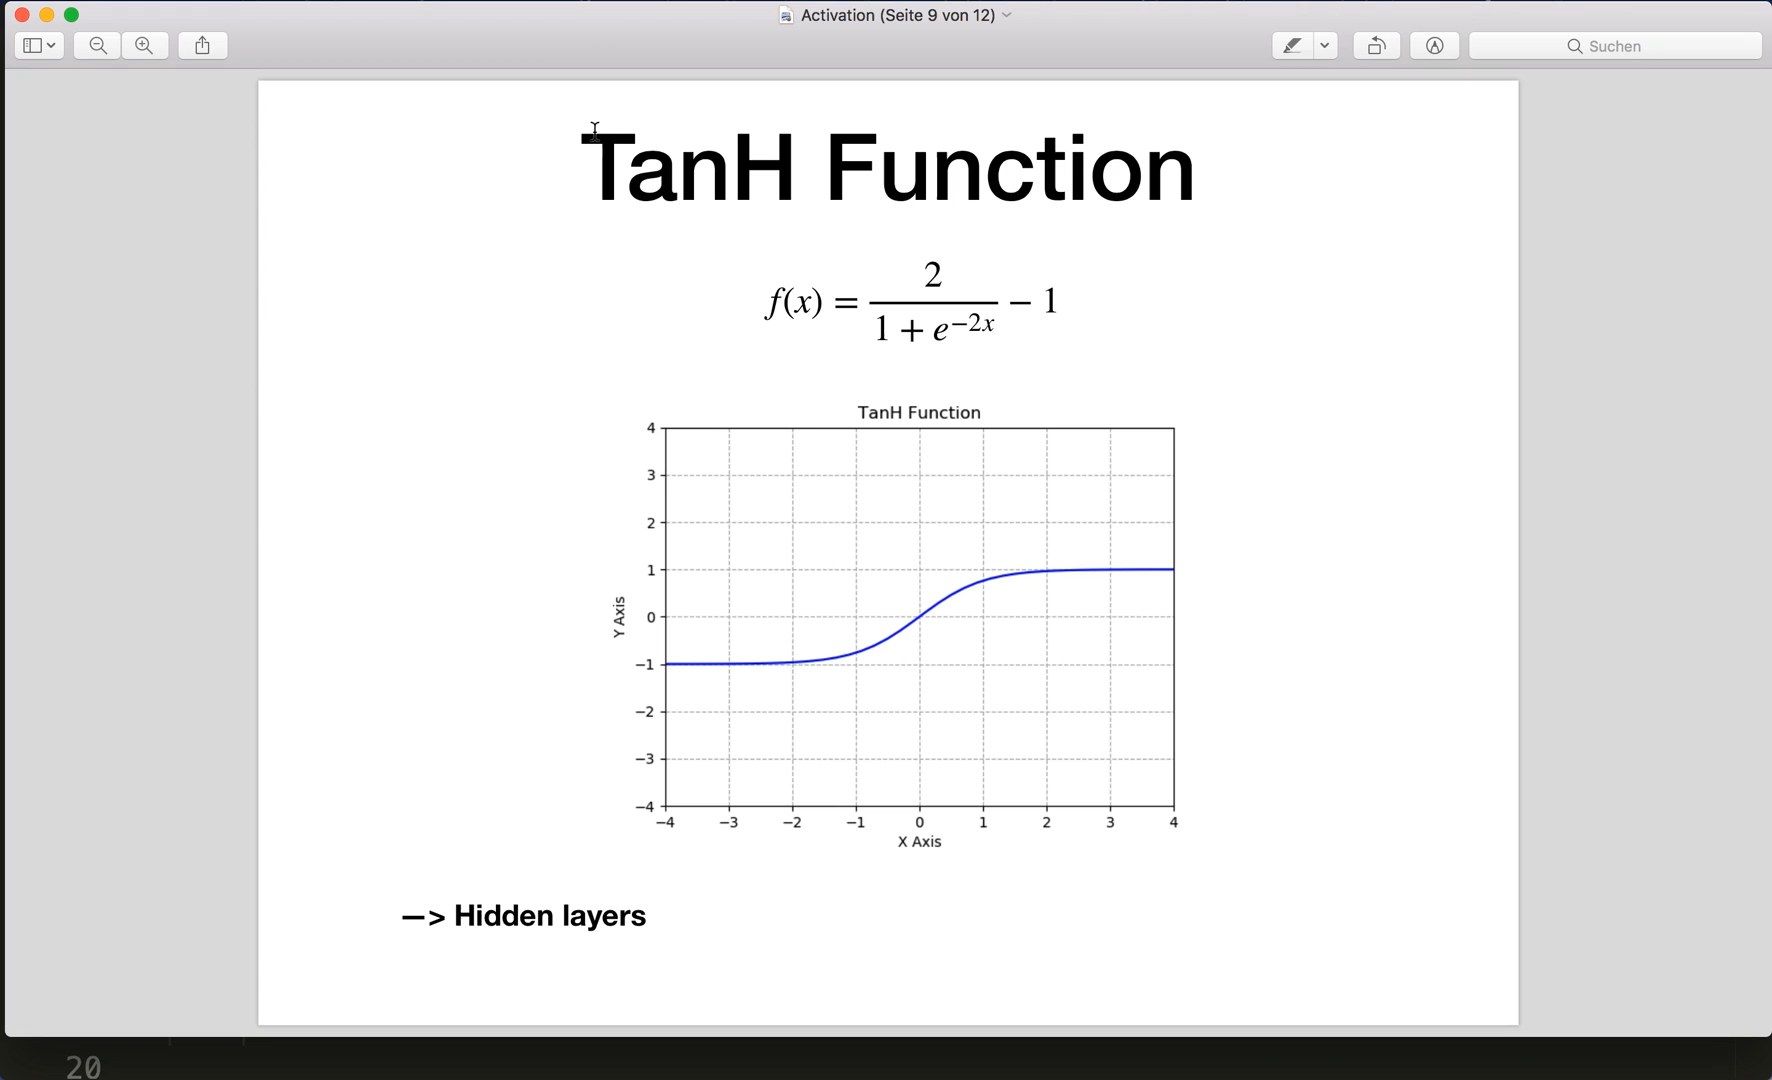 Activation (Seite 9 von 12)
Suchen
TanH Function
f(x) = 2 / (1 + e^{-2x}) − 1
TanH Function
4
3
2
1
0
−1
−2
−3
−4
Y Axis
−4 −3 −2 −1 0 1 2 3 4
X Axis
—> Hidden layers
20